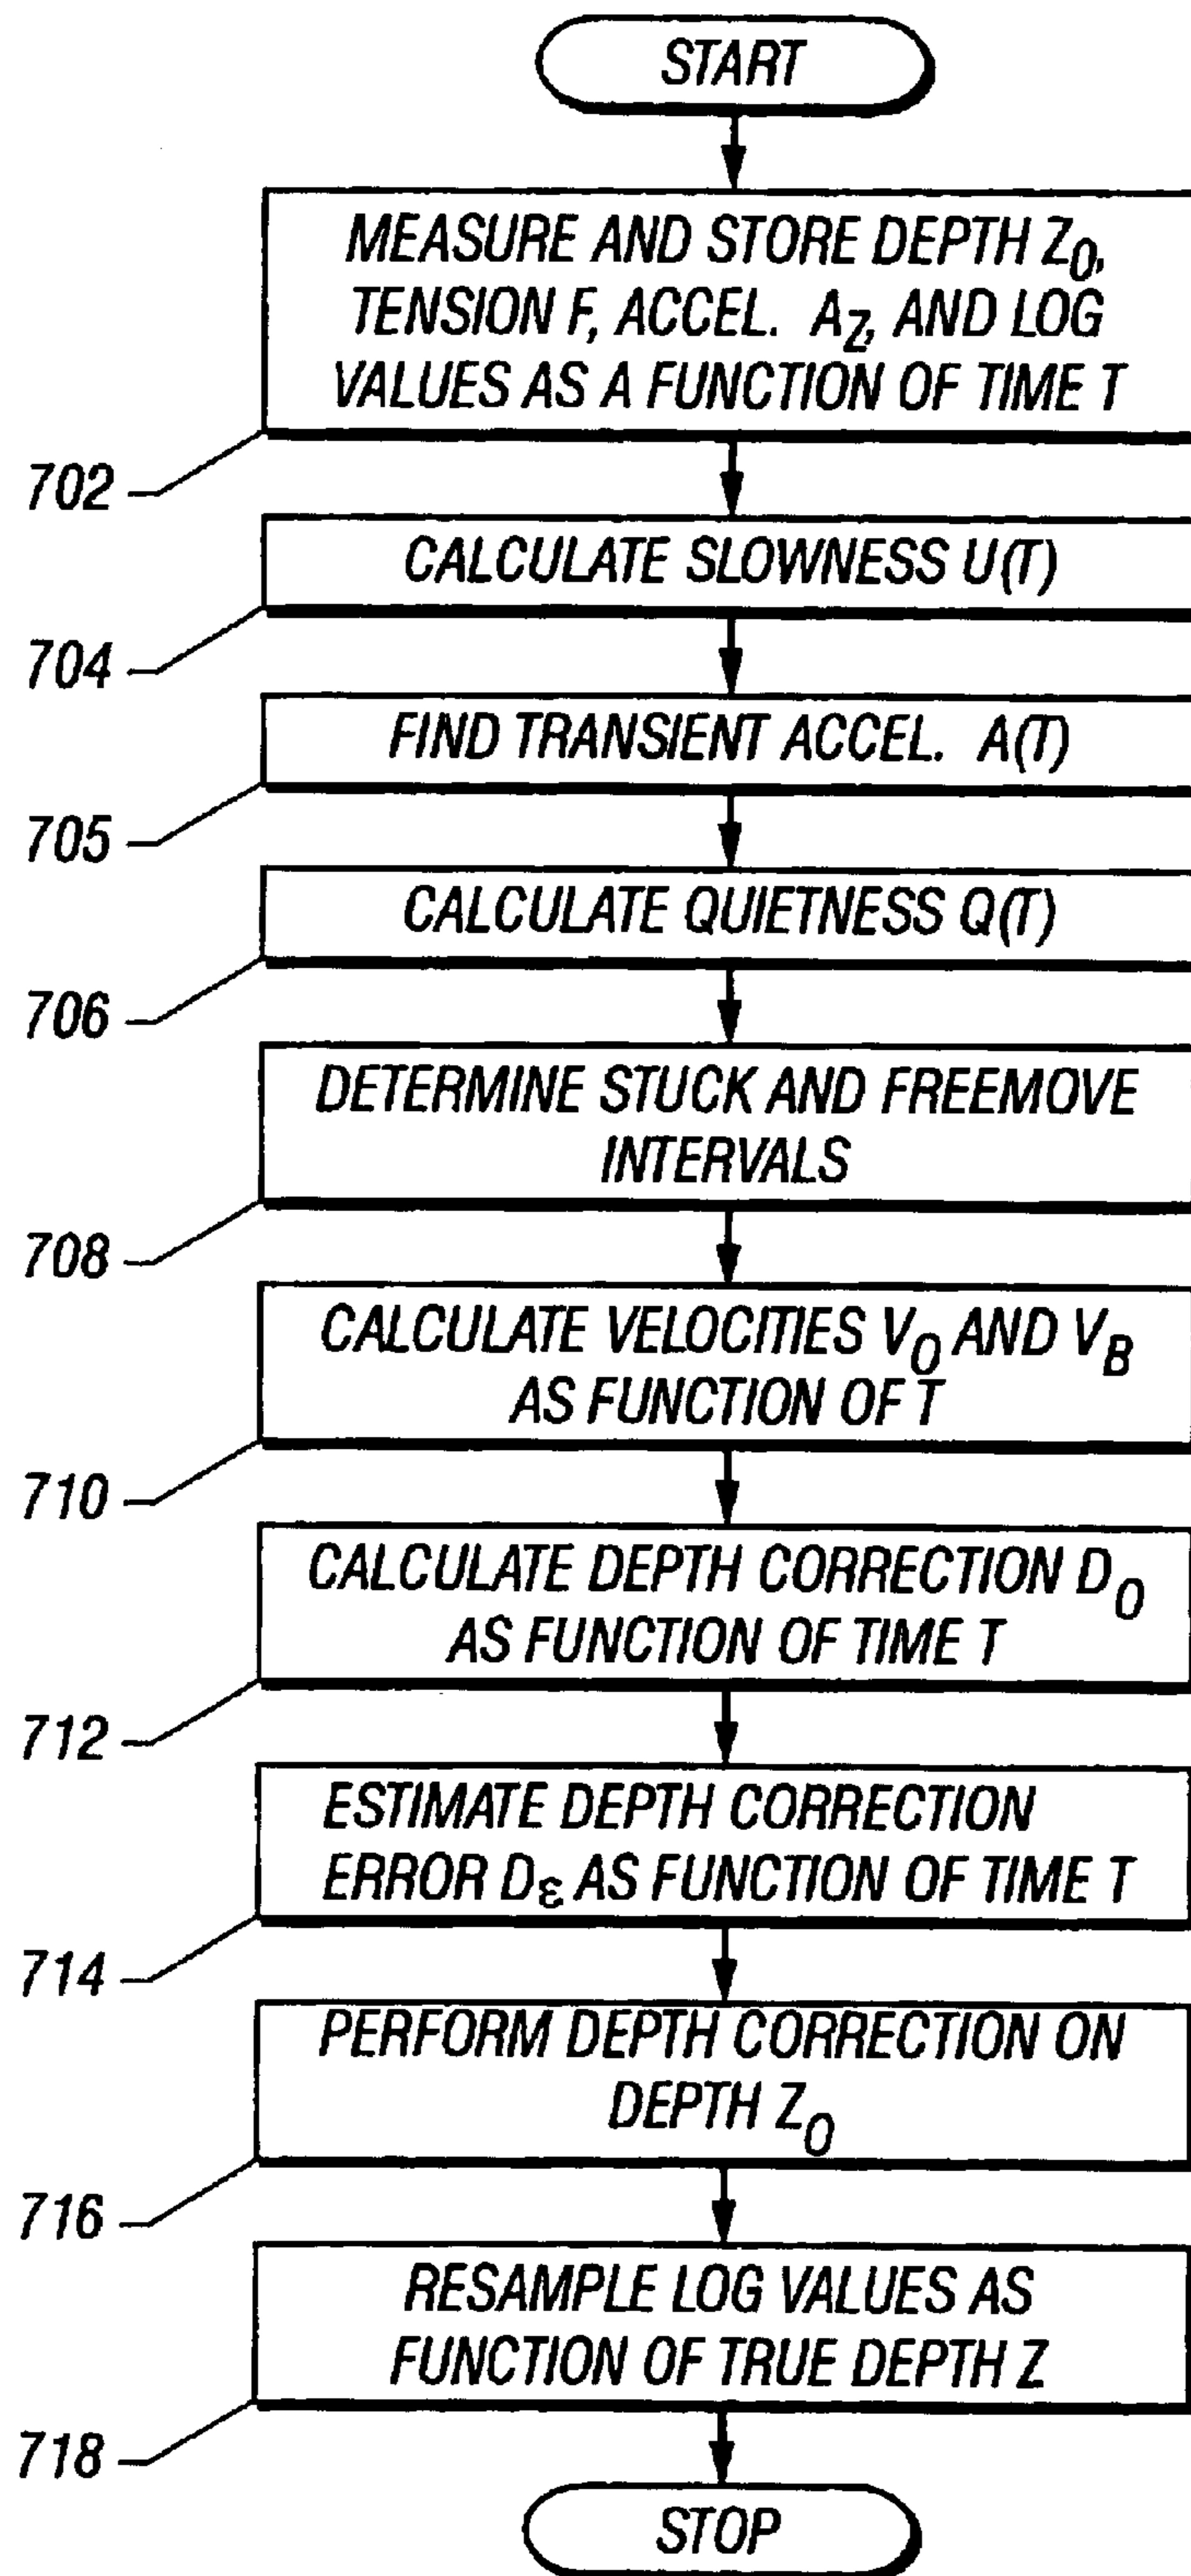 START
MEASURE AND STORE DEPTH Z₀,
TENSION F, ACCEL. A_Z, AND LOG
VALUES AS A FUNCTION OF TIME T
702
CALCULATE SLOWNESS U(T)
704
FIND TRANSIENT ACCEL. A(T)
705
CALCULATE QUIETNESS Q(T)
706
DETERMINE STUCK AND FREEMOVE
INTERVALS
708
CALCULATE VELOCITIES V₀ AND V_B
AS FUNCTION OF T
710
CALCULATE DEPTH CORRECTION D₀
AS FUNCTION OF TIME T
712
ESTIMATE DEPTH CORRECTION
ERROR D_ε AS FUNCTION OF TIME T
714
PERFORM DEPTH CORRECTION ON
DEPTH Z₀
716
RESAMPLE LOG VALUES AS
FUNCTION OF TRUE DEPTH Z
718
STOP